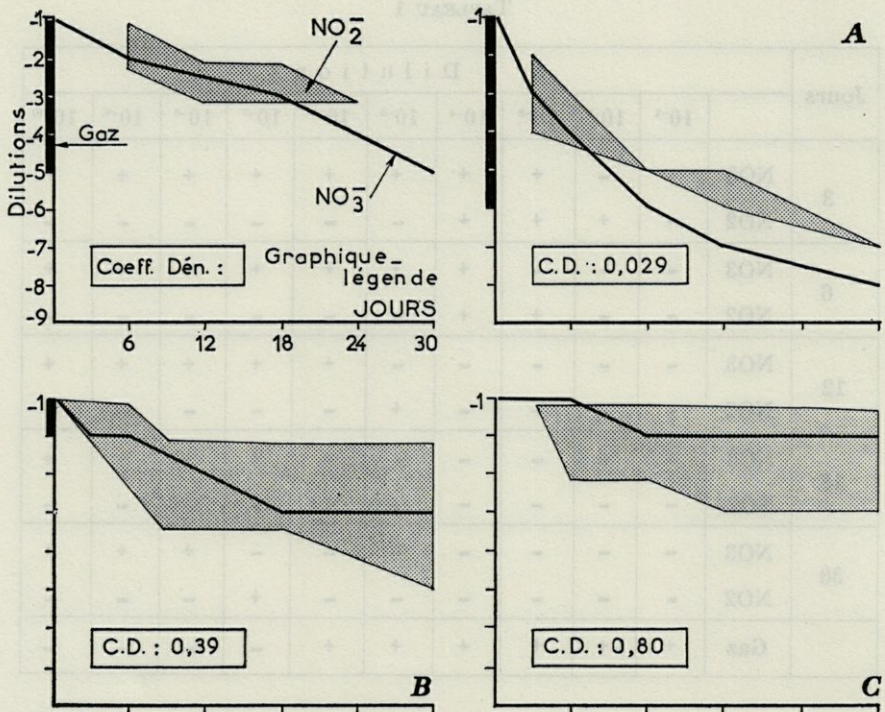 -1
-2
-3
-4
-5
-6
-7
-8
-9
Dilutions
Gaz
NO2-
NO3-
Coeff. Dén. :
Graphique_
légende
JOURS
6
12
18
24
30
-1
A
C.D. : 0,029
-1
C.D. : 0,39
B
-1
C.D. : 0,80
C